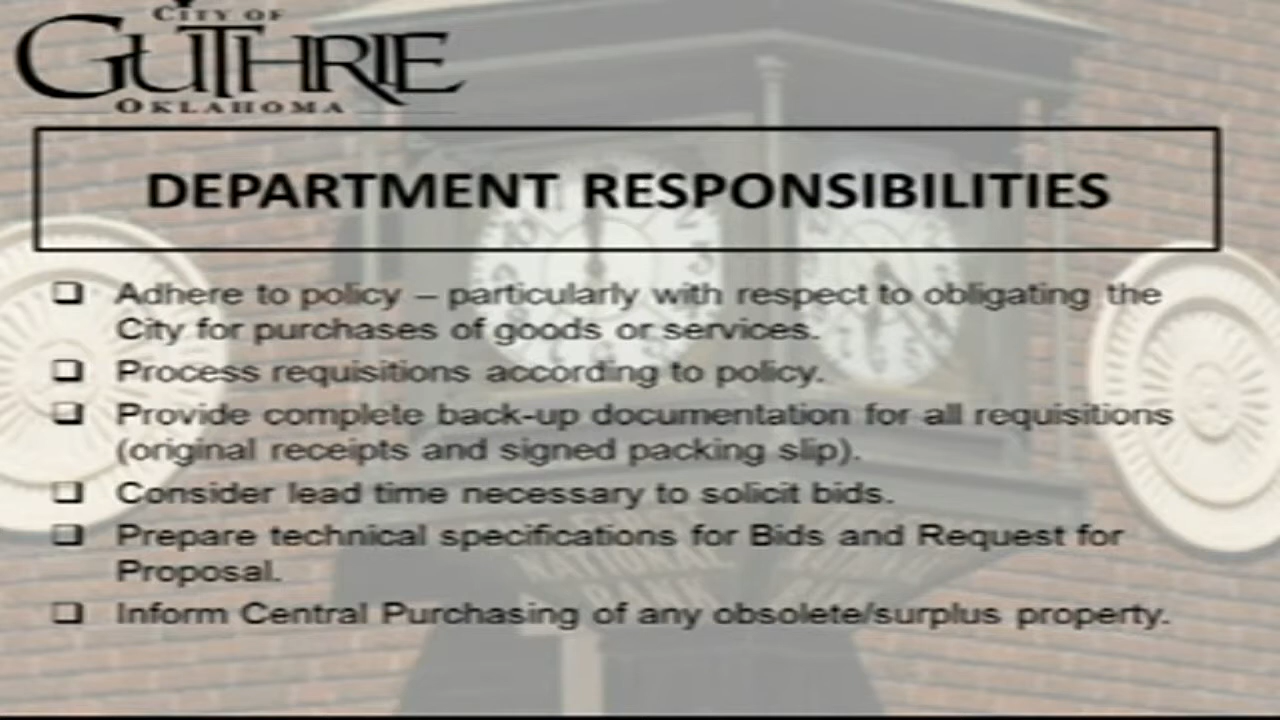 CITY OF
GUTHRIE
OKLAHOMA
DEPARTMENT RESPONSIBILITIES
❑ Adhere to policy – particularly with respect to obligating the
City for purchases of goods or services.
❑ Process requisitions according to policy.
❑ Provide complete back-up documentation for all requisitions
(original receipts and signed packing slip).
❑ Consider lead time necessary to solicit bids.
❑ Prepare technical specifications for Bids and Request for
Proposal.
❑ Inform Central Purchasing of any obsolete/surplus property.
NATIONAL
BANK